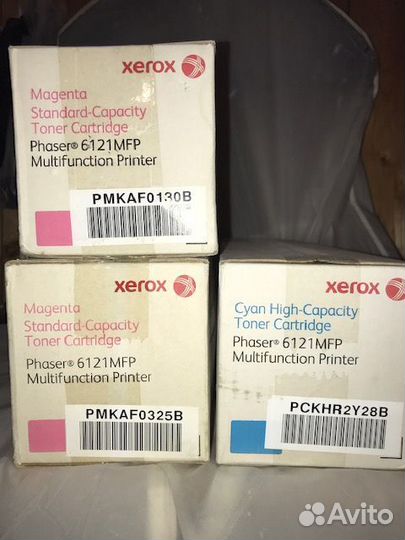 xerox
Magenta
Standard-Capacity
Toner Cartridge
Phaser® 6121MFP
Multifunction Printer
PMKAF0130B
xerox
Magenta
Standard-Capacity
Toner Cartridge
Phaser® 6121MFP
Multifunction Printer
PMKAF0325B
xerox
Cyan High-Capacity
Toner Cartridge
Phaser® 6121MFP
Multifunction Printer
PCKHR2Y28B
Avito